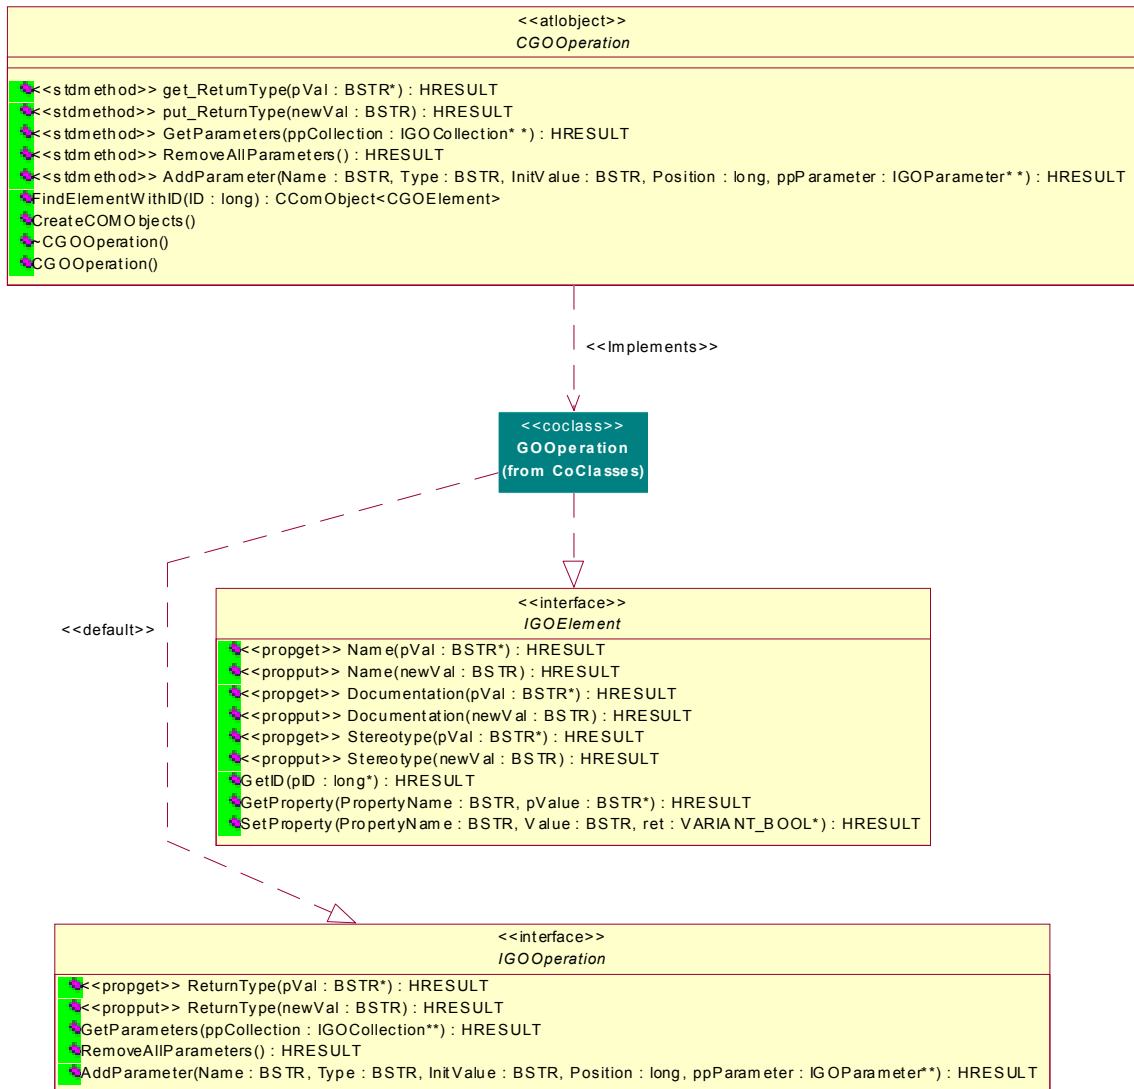 <<atlobject>>
CGOOperation
<<stdmethod>> get_ReturnType(pVal : BSTR*) : HRESULT
<<stdmethod>> put_ReturnType(newVal : BSTR) : HRESULT
<<stdmethod>> GetParameters(ppCollection : IGOCollection* *) : HRESULT
<<stdmethod>> RemoveAllParameters() : HRESULT
<<stdmethod>> AddParameter(Name : BSTR, Type : BSTR, InitValue : BSTR, Position : long, ppParameter : IGOParameter* *) : HRESULT
FindElementWithID(ID : long) : CComObject<CGOElement>
CreateCOMObjects()
~CGOOperation()
CGOOperation()
<<Implements>>
<<coclass>>
GOOperation
(from CoClasses)
<<interface>>
IGOElement
<<default>>
<<propget>> Name(pVal : BSTR*) : HRESULT
<<propput>> Name(newVal : BSTR) : HRESULT
<<propget>> Documentation(pVal : BSTR*) : HRESULT
<<propput>> Documentation(newVal : BSTR) : HRESULT
<<propget>> Stereotype(pVal : BSTR*) : HRESULT
<<propput>> Stereotype(newVal : BSTR) : HRESULT
GetID(pID : long*) : HRESULT
GetProperty(PropertyName : BSTR, pValue : BSTR*) : HRESULT
SetProperty(PropertyName : BSTR, Value : BSTR, ret : VARIANT_BOOL*) : HRESULT
<<interface>>
IGOOperation
<<propget>> ReturnType(pVal : BSTR*) : HRESULT
<<propput>> ReturnType(newVal : BSTR) : HRESULT
GetParameters(ppCollection : IGOCollection**) : HRESULT
RemoveAllParameters() : HRESULT
AddParameter(Name : BSTR, Type : BSTR, InitValue : BSTR, Position : long, ppParameter : IGOParameter**) : HRESULT